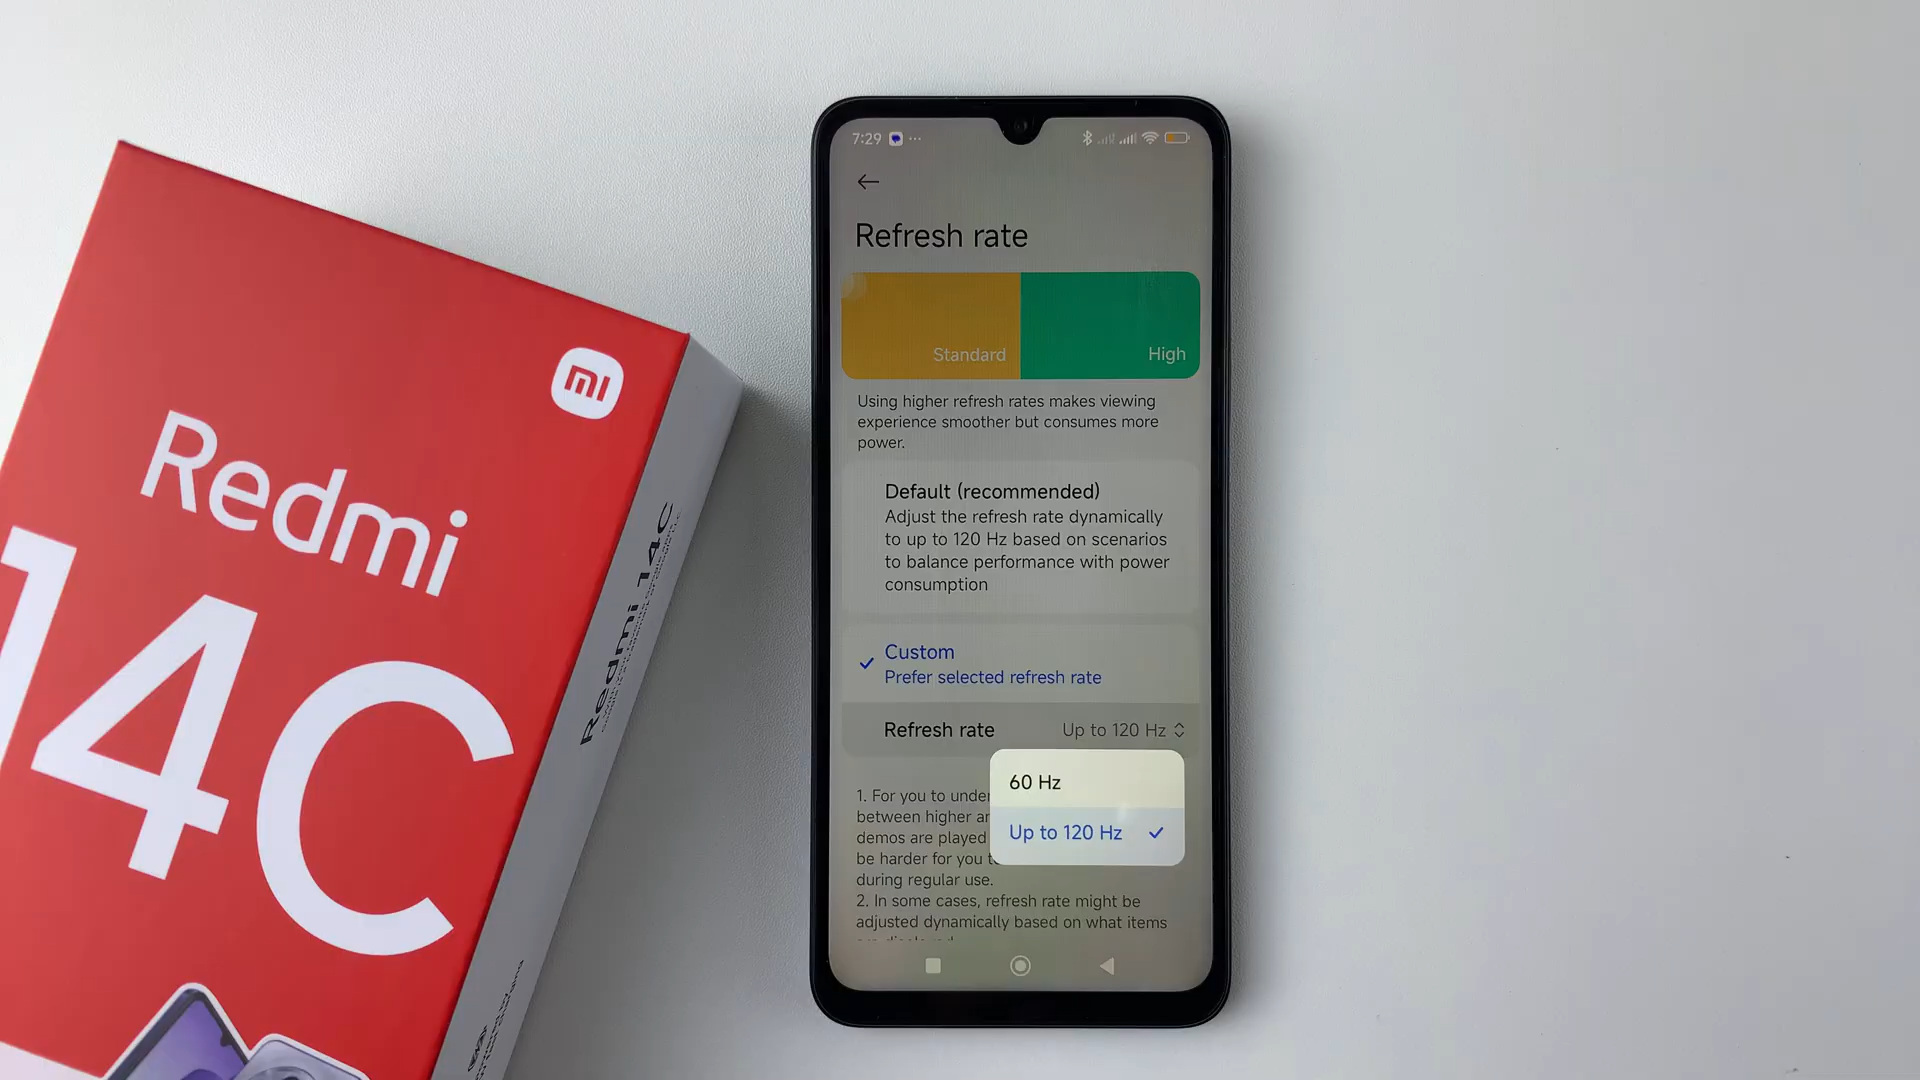 mi
Redmi
14C
Redmi 14C
7:29
Refresh rate
Standard
High
Using higher refresh rates makes viewing
experience smoother but consumes more
power.
Default (recommended)
Adjust the refresh rate dynamically
to up to 120 Hz based on scenarios
to balance performance with power
consumption
Custom
Prefer selected refresh rate
Refresh rate
Up to 120 Hz
60 Hz
Up to 120 Hz
1. For you to
between higher
demos are played
be harder for you
during regular use.
2. In some cases, refresh rate might be
adjusted dynamically based on what items